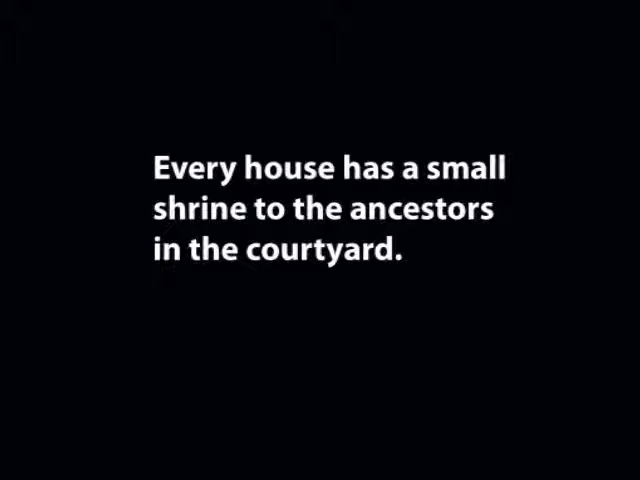 Every house has a small
shrine to the ancestors
in the courtyard.